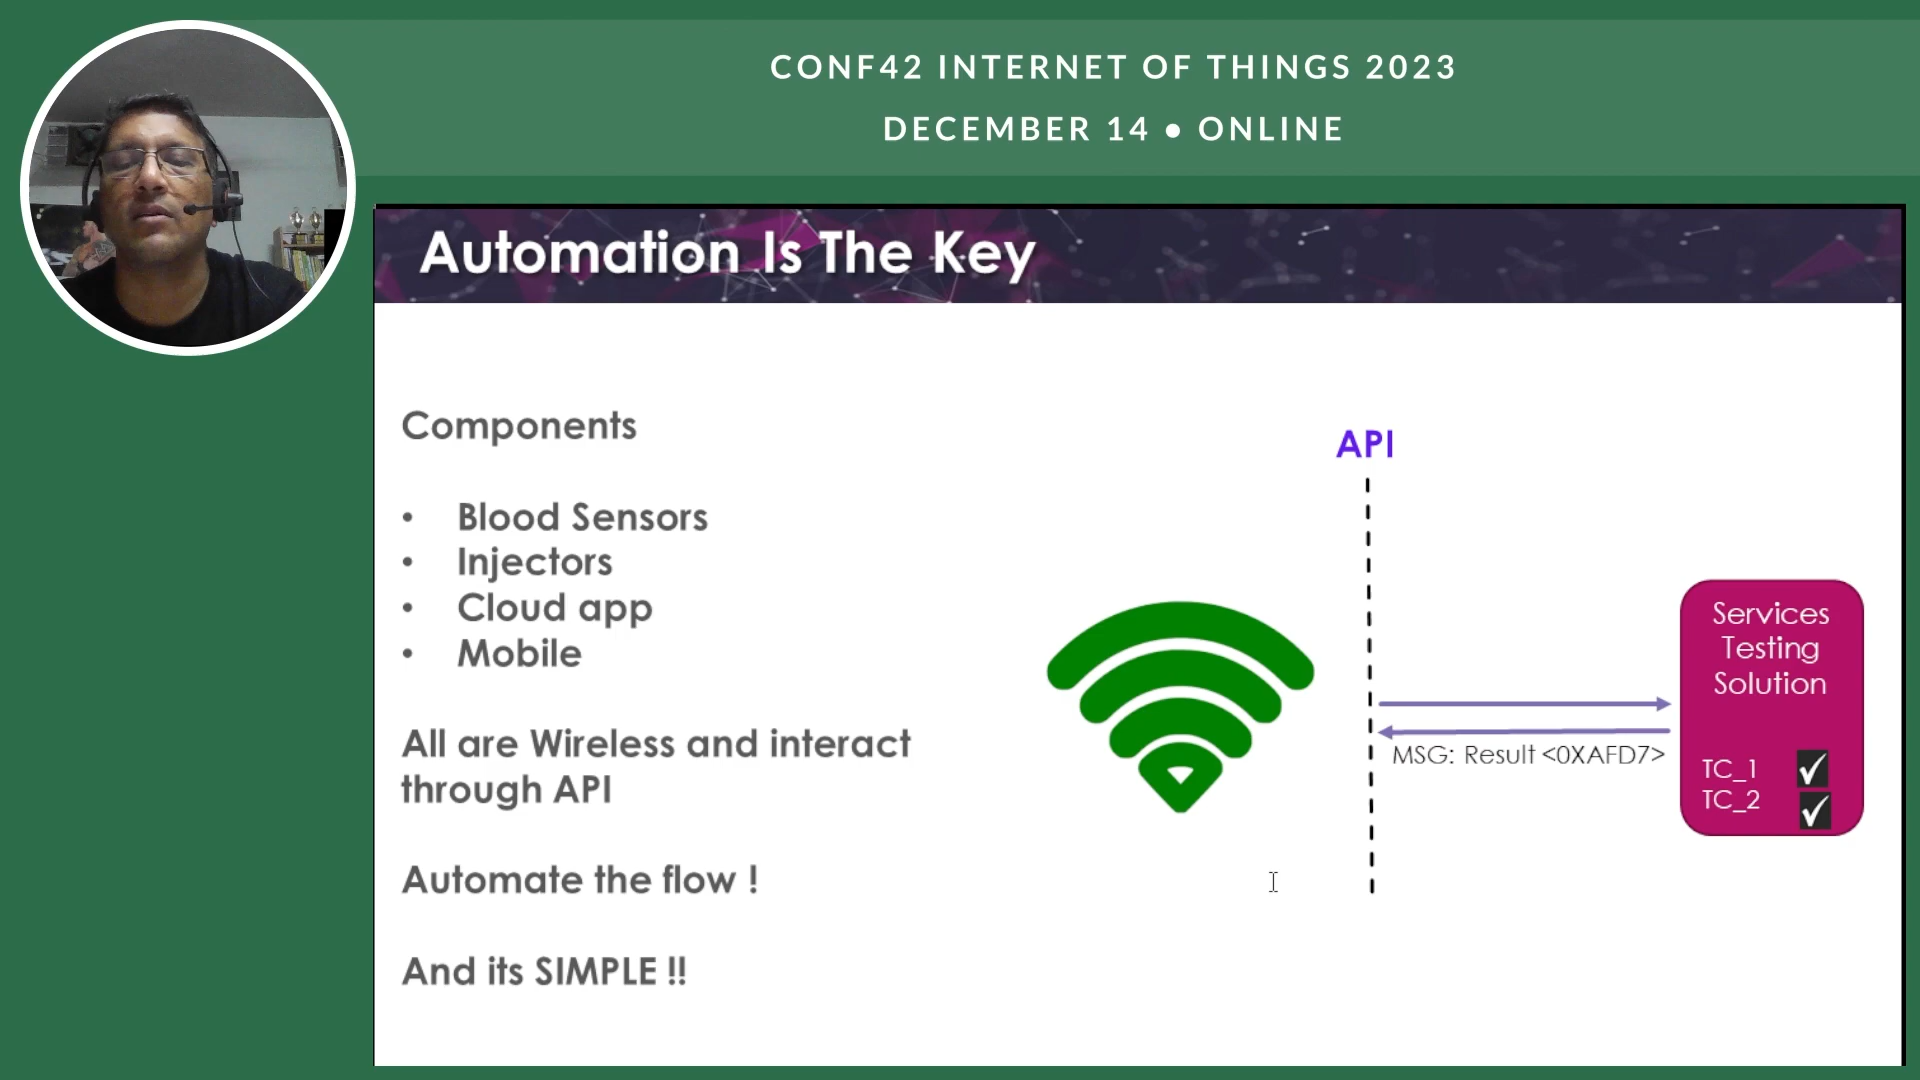 CONF42 INTERNET OF THINGS 2023
DECEMBER 14 • ONLINE
Automation Is The Key
Components
• Blood Sensors
• Injectors
• Cloud app
• Mobile
All are Wireless and interact
through API
Automate the flow !
And its SIMPLE !!
API
MSG: Result <0XAFD7>
Services
Testing
Solution
TC_1
TC_2